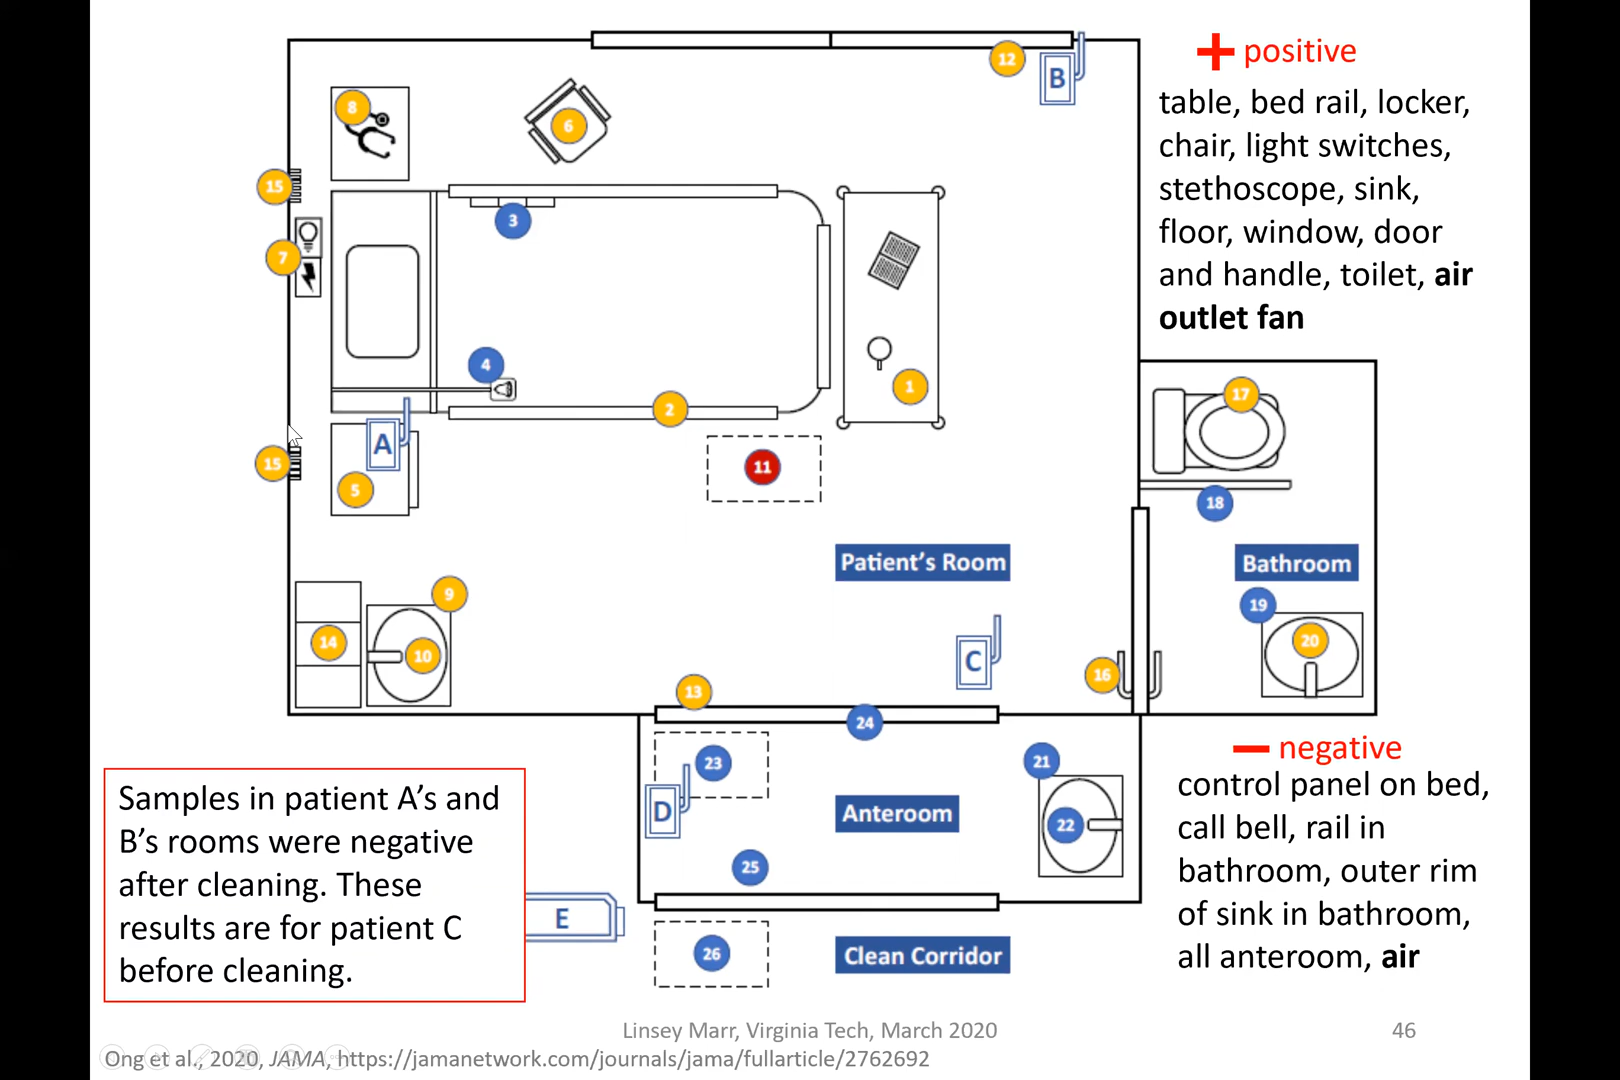 12
B
8
6
15
3
7
4
1
2
A
15
5
11
Patient's Room
9
14
10
C
16
13
24
17
18
Bathroom
19
20
23
21
D
Anteroom
22
25
E
26
Clean Corridor
+ positive
table, bed rail, locker,
chair, light switches,
stethoscope, sink,
floor, window, door
and handle, toilet, air
outlet fan
— negative
control panel on bed,
call bell, rail in
bathroom, outer rim
of sink in bathroom,
all anteroom, air
Samples in patient A's and
B's rooms were negative
after cleaning. These
results are for patient C
before cleaning.
Linsey Marr, Virginia Tech, March 2020
46
Ong et al., 2020, JAMA, https://jamanetwork.com/journals/jama/fullarticle/2762692